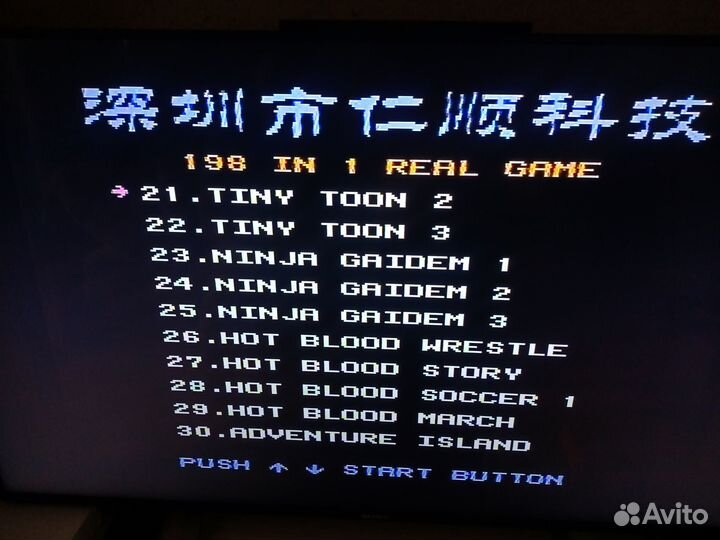 深圳市仁顺科技
198 IN 1 REAL GAME
→ 21.TINY TOON 2
22.TINY TOON 3
23.NINJA GAIDEM 1
24.NINJA GAIDEM 2
25.NINJA GAIDEM 3
26.HOT BLOOD WRESTLE
27.HOT BLOOD STORY
28.HOT BLOOD SOCCER 1
29.HOT BLOOD MARCH
30.ADVENTURE ISLAND
PUSH ↑ ↓ START BUTTON
Avito